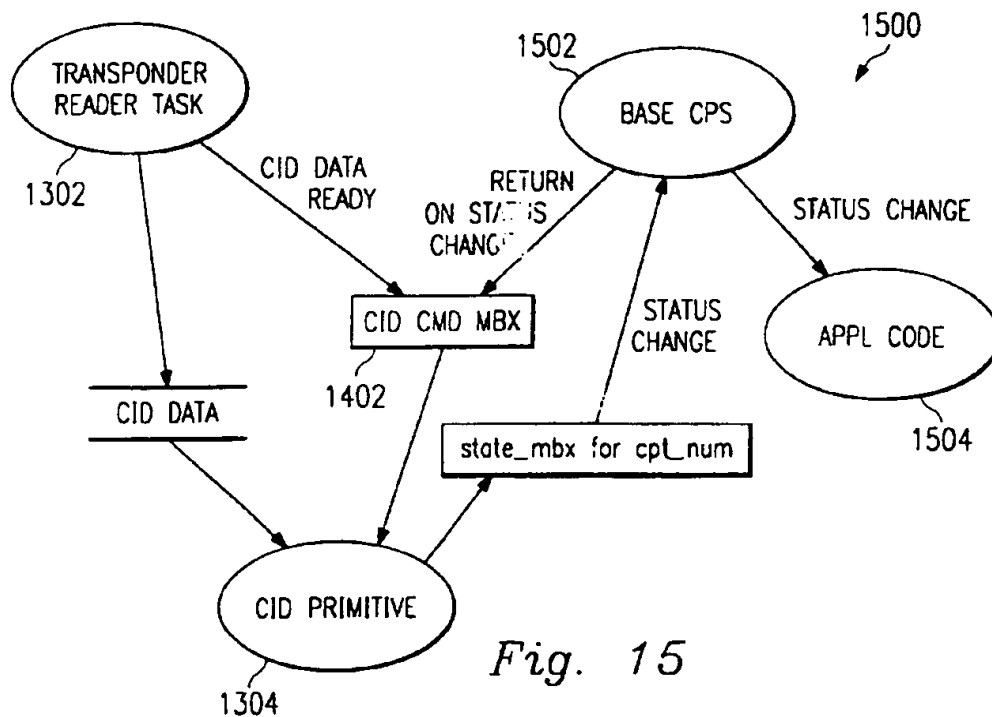 1500
1502
TRANSPONDER
READER TASK
BASE CPS
1302
CID DATA
READY
RETURN
ON STATUS
CHANGE
STATUS CHANGE
STATUS
CHANGE
CID CMD MBX
1402
APPL CODE
1504
CID DATA
state_mbx for cpt_num
CID PRIMITIVE
1304
Fig. 15